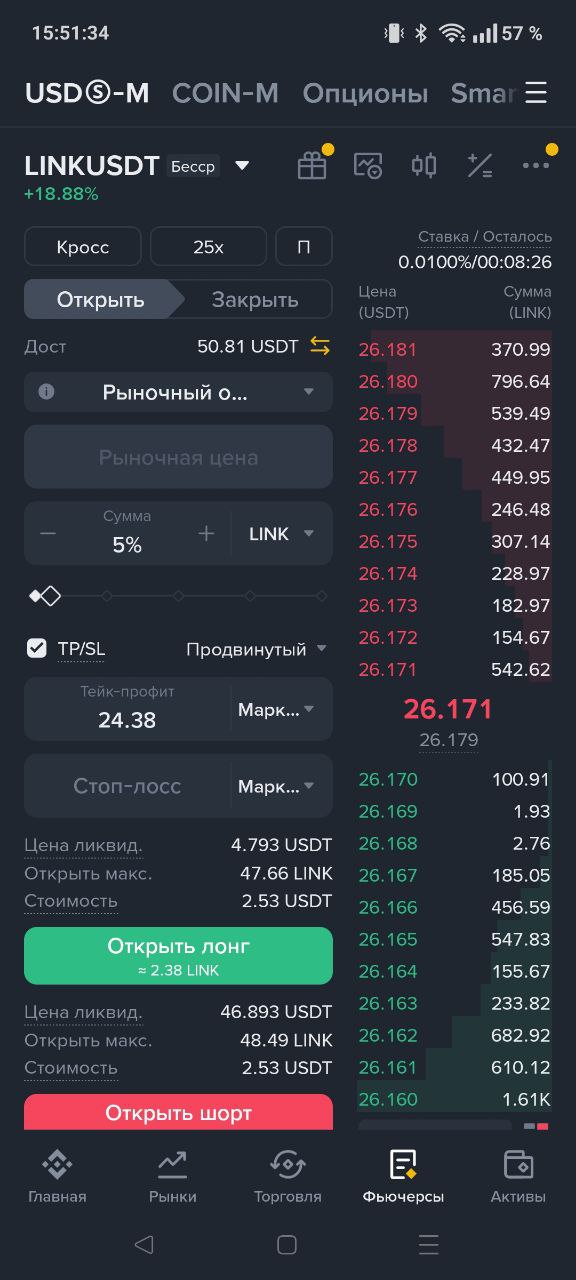 15:51:34
57 %
USDⓈ-M COIN-M Опционы Smar
LINKUSDT Бесср
+18.88%
Кросс 25x П
Открыть Закрыть
Дост 50.81 USDT
Рыночный о...
Рыночная цена
Сумма
5%
LINK
TP/SL Продвинутый
Тейк-профит
24.38
Марк...
Стоп-лосс Марк...
Цена ликвид. 4.793 USDT
Открыть макс. 47.66 LINK
Стоимость 2.53 USDT
Открыть лонг
≈ 2.38 LINK
Цена ликвид. 46.893 USDT
Открыть макс. 48.49 LINK
Стоимость 2.53 USDT
Открыть шорт
Ставка / Осталось
0.0100%/00:08:26
Цена Сумма
(USDT) (LINK)
26.181 370.99
26.180 796.64
26.179 539.49
26.178 432.47
26.177 449.95
26.176 246.48
26.175 307.14
26.174 228.97
26.173 182.97
26.172 154.67
26.171 542.62
26.171
26.179
26.170 100.91
26.169 1.93
26.168 2.76
26.167 185.05
26.166 456.59
26.165 547.83
26.164 155.67
26.163 233.82
26.162 682.92
26.161 610.12
26.160 1.61K
Главная Рынки Торговля Фьючерсы Активы